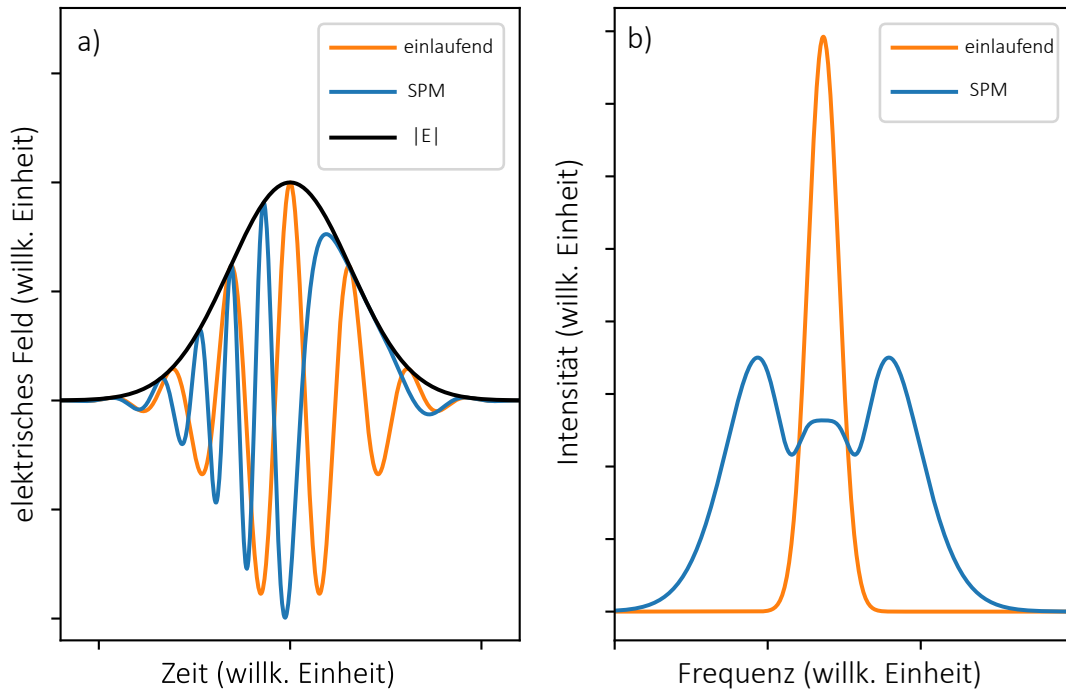 a)
einlaufend
SPM
|E|
elektrisches Feld (willk. Einheit)
Zeit (willk. Einheit)
b)
einlaufend
SPM
Intensität (willk. Einheit)
Frequenz (willk. Einheit)